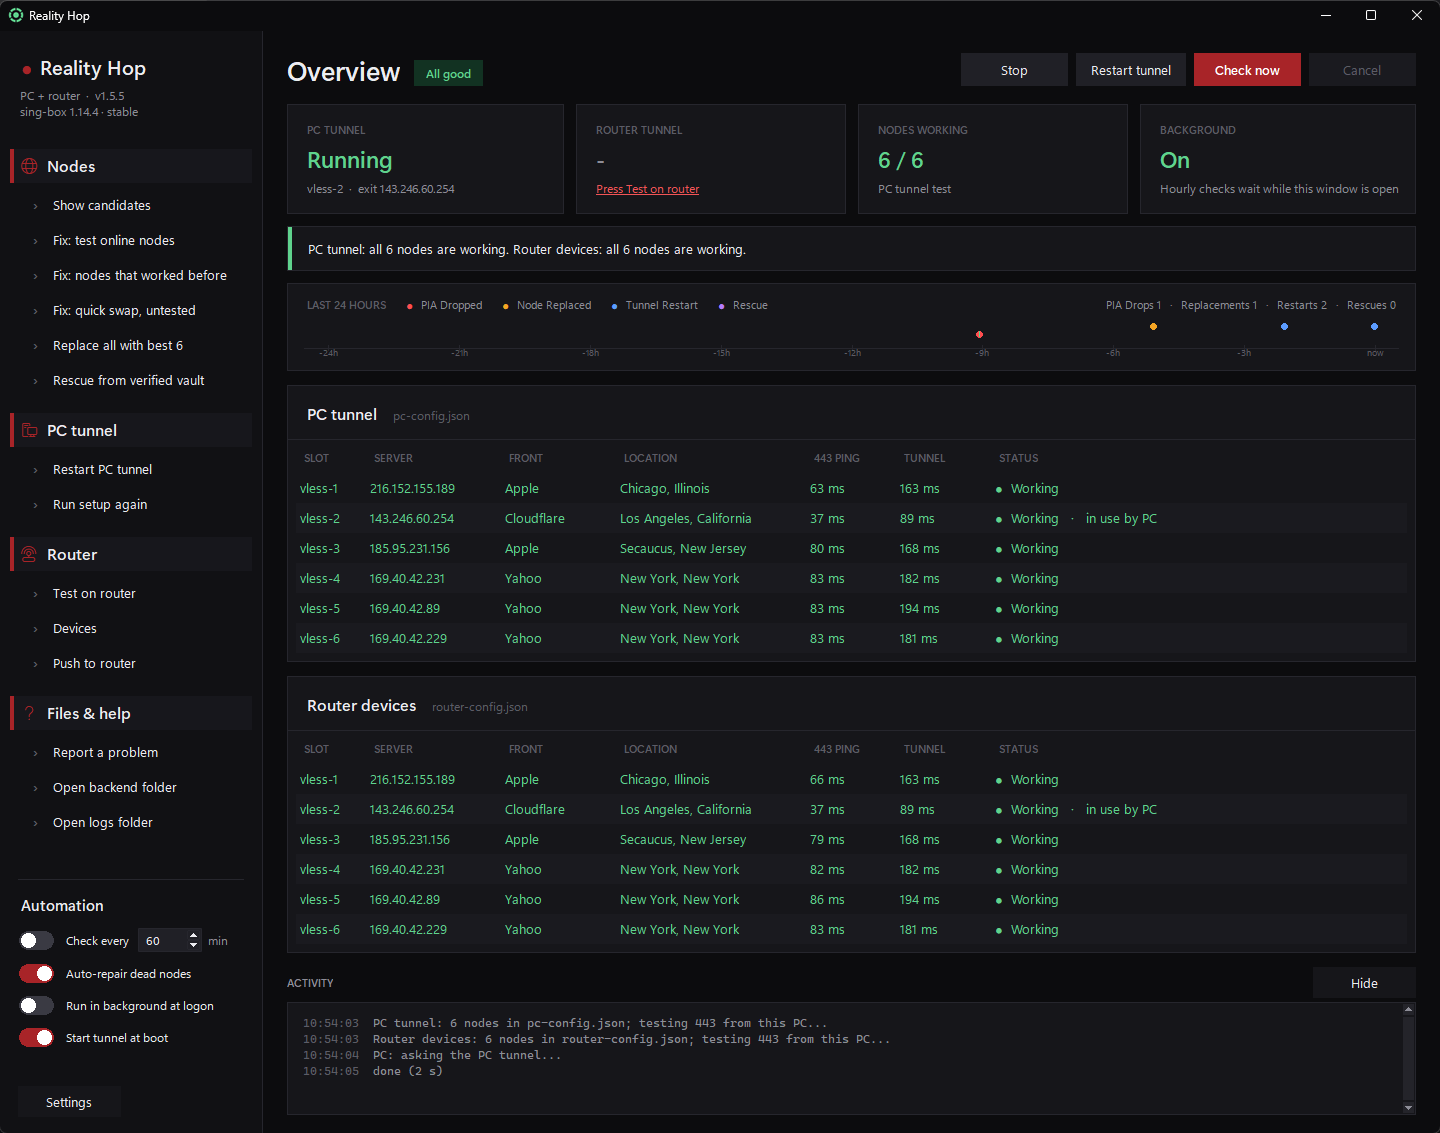 Reality Hop
Reality Hop
PC + router · v1.5.5
sing-box 1.14.4 · stable
Nodes
Show candidates
Fix: test online nodes
Fix: nodes that worked before
Fix: quick swap, untested
Replace all with best 6
Rescue from verified vault
PC tunnel
Restart PC tunnel
Run setup again
Router
Test on router
Devices
Push to router
Files & help
Report a problem
Open backend folder
Open logs folder
Automation
Check every 60 min
Auto-repair dead nodes
Run in background at logon
Start tunnel at boot
Settings
Overview All good Stop Restart tunnel Check now Cancel
PC TUNNEL
Running
vless-2 · exit 143.246.60.254
ROUTER TUNNEL
-
Press Test on router
NODES WORKING
6 / 6
PC tunnel test
BACKGROUND
On
Hourly checks wait while this window is open
PC tunnel: all 6 nodes are working. Router devices: all 6 nodes are working.
LAST 24 HOURS PIA Dropped Node Replaced Tunnel Restart Rescue PIA Drops 1 · Replacements 1 · Restarts 2 · Rescues 0
-24h -21h -18h -15h -12h -9h -6h -3h now
PC tunnel pc-config.json
SLOT SERVER FRONT LOCATION 443 PING TUNNEL STATUS
vless-1 216.152.155.189 Apple Chicago, Illinois 63 ms 163 ms Working
vless-2 143.246.60.254 Cloudflare Los Angeles, California 37 ms 89 ms Working · in use by PC
vless-3 185.95.231.156 Apple Secaucus, New Jersey 80 ms 168 ms Working
vless-4 169.40.42.231 Yahoo New York, New York 83 ms 182 ms Working
vless-5 169.40.42.89 Yahoo New York, New York 83 ms 194 ms Working
vless-6 169.40.42.229 Yahoo New York, New York 83 ms 181 ms Working
Router devices router-config.json
SLOT SERVER FRONT LOCATION 443 PING TUNNEL STATUS
vless-1 216.152.155.189 Apple Chicago, Illinois 66 ms 163 ms Working
vless-2 143.246.60.254 Cloudflare Los Angeles, California 37 ms 89 ms Working · in use by PC
vless-3 185.95.231.156 Apple Secaucus, New Jersey 79 ms 168 ms Working
vless-4 169.40.42.231 Yahoo New York, New York 82 ms 182 ms Working
vless-5 169.40.42.89 Yahoo New York, New York 86 ms 194 ms Working
vless-6 169.40.42.229 Yahoo New York, New York 83 ms 181 ms Working
ACTIVITY Hide
10:54:03 PC tunnel: 6 nodes in pc-config.json; testing 443 from this PC...
10:54:03 Router devices: 6 nodes in router-config.json; testing 443 from this PC...
10:54:04 PC: asking the PC tunnel...
10:54:05 done (2 s)